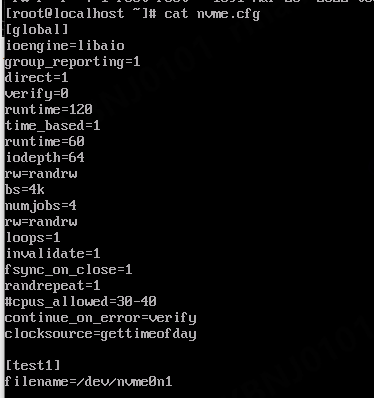 [root@localhost ~]# cat nvme.cfg
[global]
ioengine=libaio
group_reporting=1
direct=1
verify=0
runtime=120
time_based=1
runtime=60
iodepth=64
rw=randrw
bs=4k
numjobs=4
rw=randrw
loops=1
invalidate=1
fsync_on_close=1
randrepeat=1
#cpus_allowed=30-40
continue_on_error=verify
clocksource=gettimeofday
[test1]
filename=/dev/nvme0n1